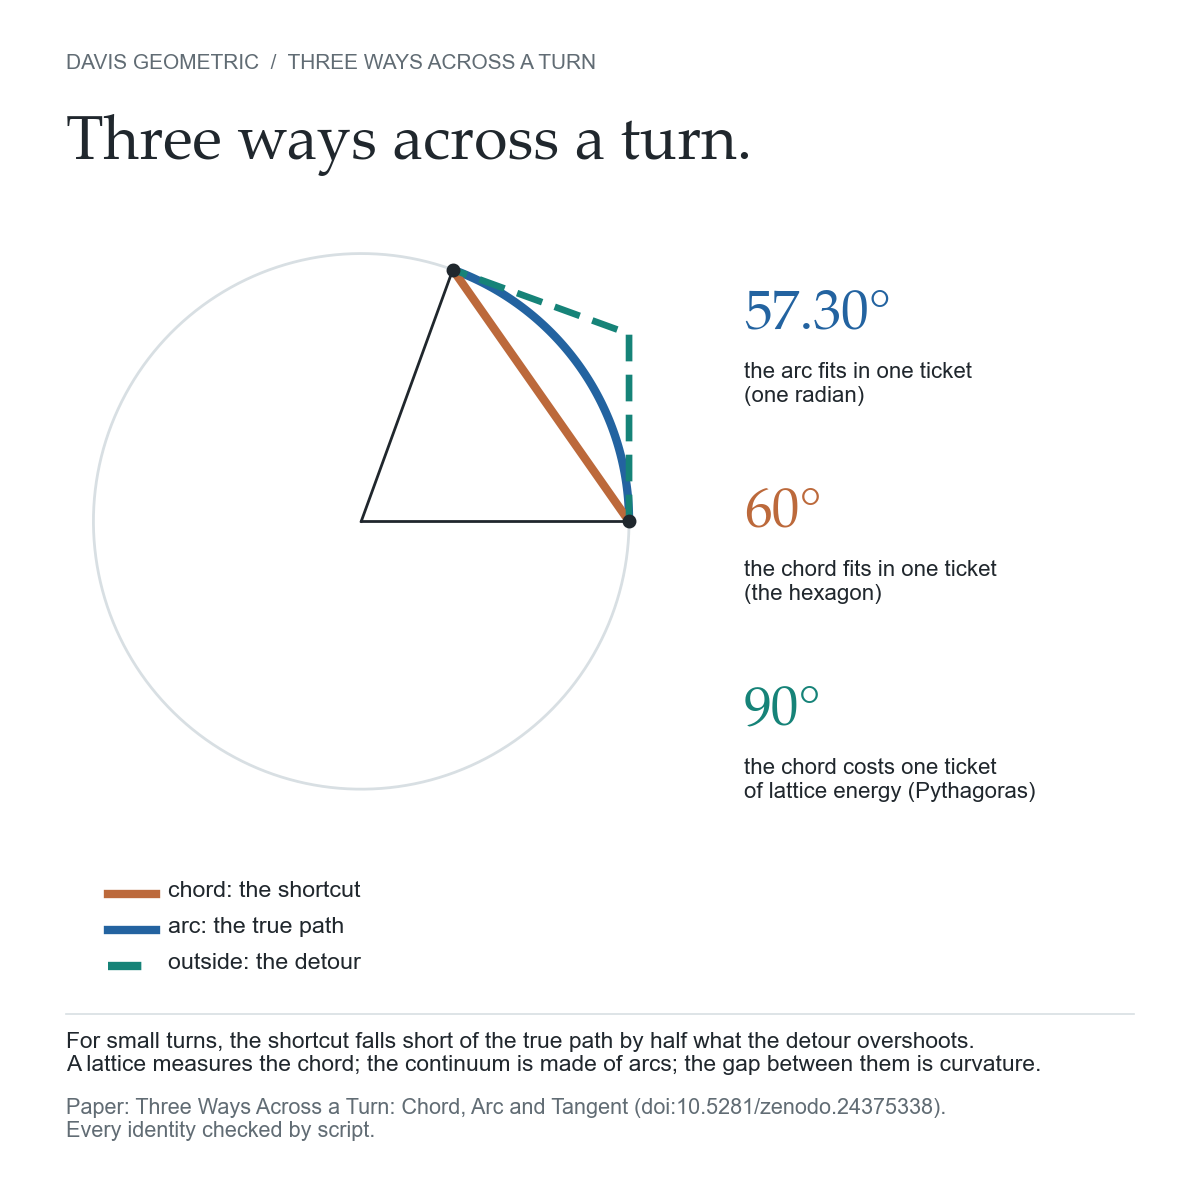 DAVIS GEOMETRIC / THREE WAYS ACROSS A TURN
Three ways across a turn.
57.30°
the arc fits in one ticket
(one radian)
60°
the chord fits in one ticket
(the hexagon)
90°
the chord costs one ticket
of lattice energy (Pythagoras)
chord: the shortcut
arc: the true path
outside: the detour
For small turns, the shortcut falls short of the true path by half what the detour overshoots.
A lattice measures the chord; the continuum is made of arcs; the gap between them is curvature.
Paper: Three Ways Across a Turn: Chord, Arc and Tangent (doi:10.5281/zenodo.24375338).
Every identity checked by script.